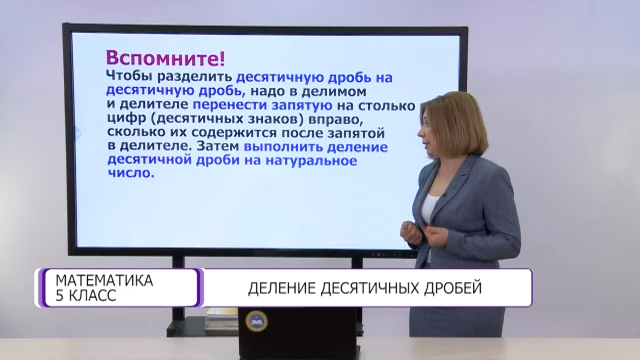 Вспомните!
Чтобы разделить десятичную дробь на
десятичную дробь, надо в делимом
и делителе перенести запятую на столько
цифр (десятичных знаков) вправо,
сколько их содержится после запятой
в делителе. Затем выполнить деление
десятичной дроби на натуральное
число.
МАТЕМАТИКА
5 КЛАСС
ДЕЛЕНИЕ ДЕСЯТИЧНЫХ ДРОБЕЙ